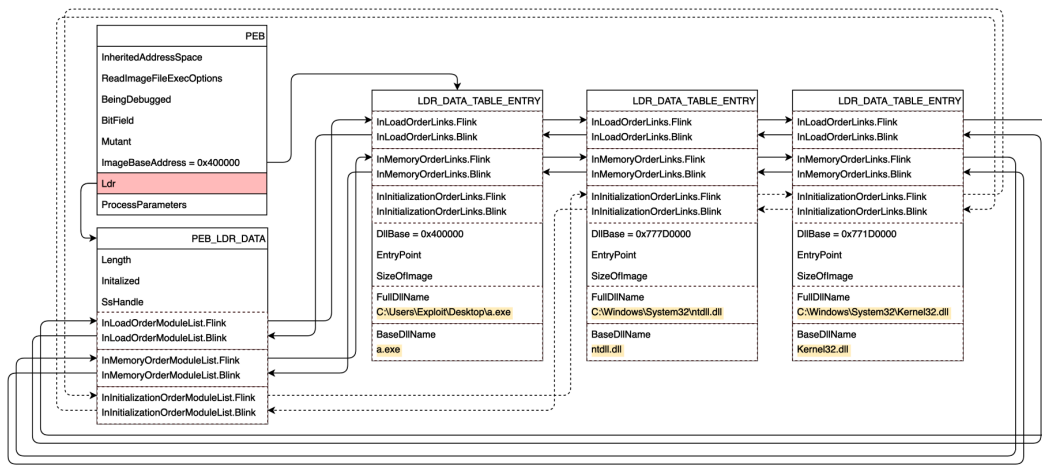 PEB
InheritedAddressSpace
ReadImageFileExecOptions
BeingDebugged
BitField
Mutant
ImageBaseAddress = 0x400000
Ldr
ProcessParameters
PEB_LDR_DATA
Length
Initalized
SsHandle
InLoadOrderModuleList.Flink
InLoadOrderModuleList.Blink
InMemoryOrderModuleList.Flink
InMemoryOrderModuleList.Blink
InInitializationOrderModuleList.Flink
InInitializationOrderModuleList.Blink
LDR_DATA_TABLE_ENTRY
InLoadOrderLinks.Flink
InLoadOrderLinks.Blink
InMemoryOrderLinks.Flink
InMemoryOrderLinks.Blink
InInitializationOrderLinks.Flink
InInitializationOrderLinks.Blink
DllBase = 0x400000
EntryPoint
SizeOfImage
FullDllName
C:\Users\Exploit\Desktop\a.exe
BaseDllName
a.exe
LDR_DATA_TABLE_ENTRY
InLoadOrderLinks.Flink
InLoadOrderLinks.Blink
InMemoryOrderLinks.Flink
InMemoryOrderLinks.Blink
InInitializationOrderLinks.Flink
InInitializationOrderLinks.Blink
DllBase = 0x777D0000
EntryPoint
SizeOfImage
FullDllName
C:\Windows\System32\ntdll.dll
BaseDllName
ntdll.dll
LDR_DATA_TABLE_ENTRY
InLoadOrderLinks.Flink
InLoadOrderLinks.Blink
InMemoryOrderLinks.Flink
InMemoryOrderLinks.Blink
InInitializationOrderLinks.Flink
InInitializationOrderLinks.Blink
DllBase = 0x771D0000
EntryPoint
SizeOfImage
FullDllName
C:\Windows\System32\Kernel32.dll
BaseDllName
Kernel32.dll